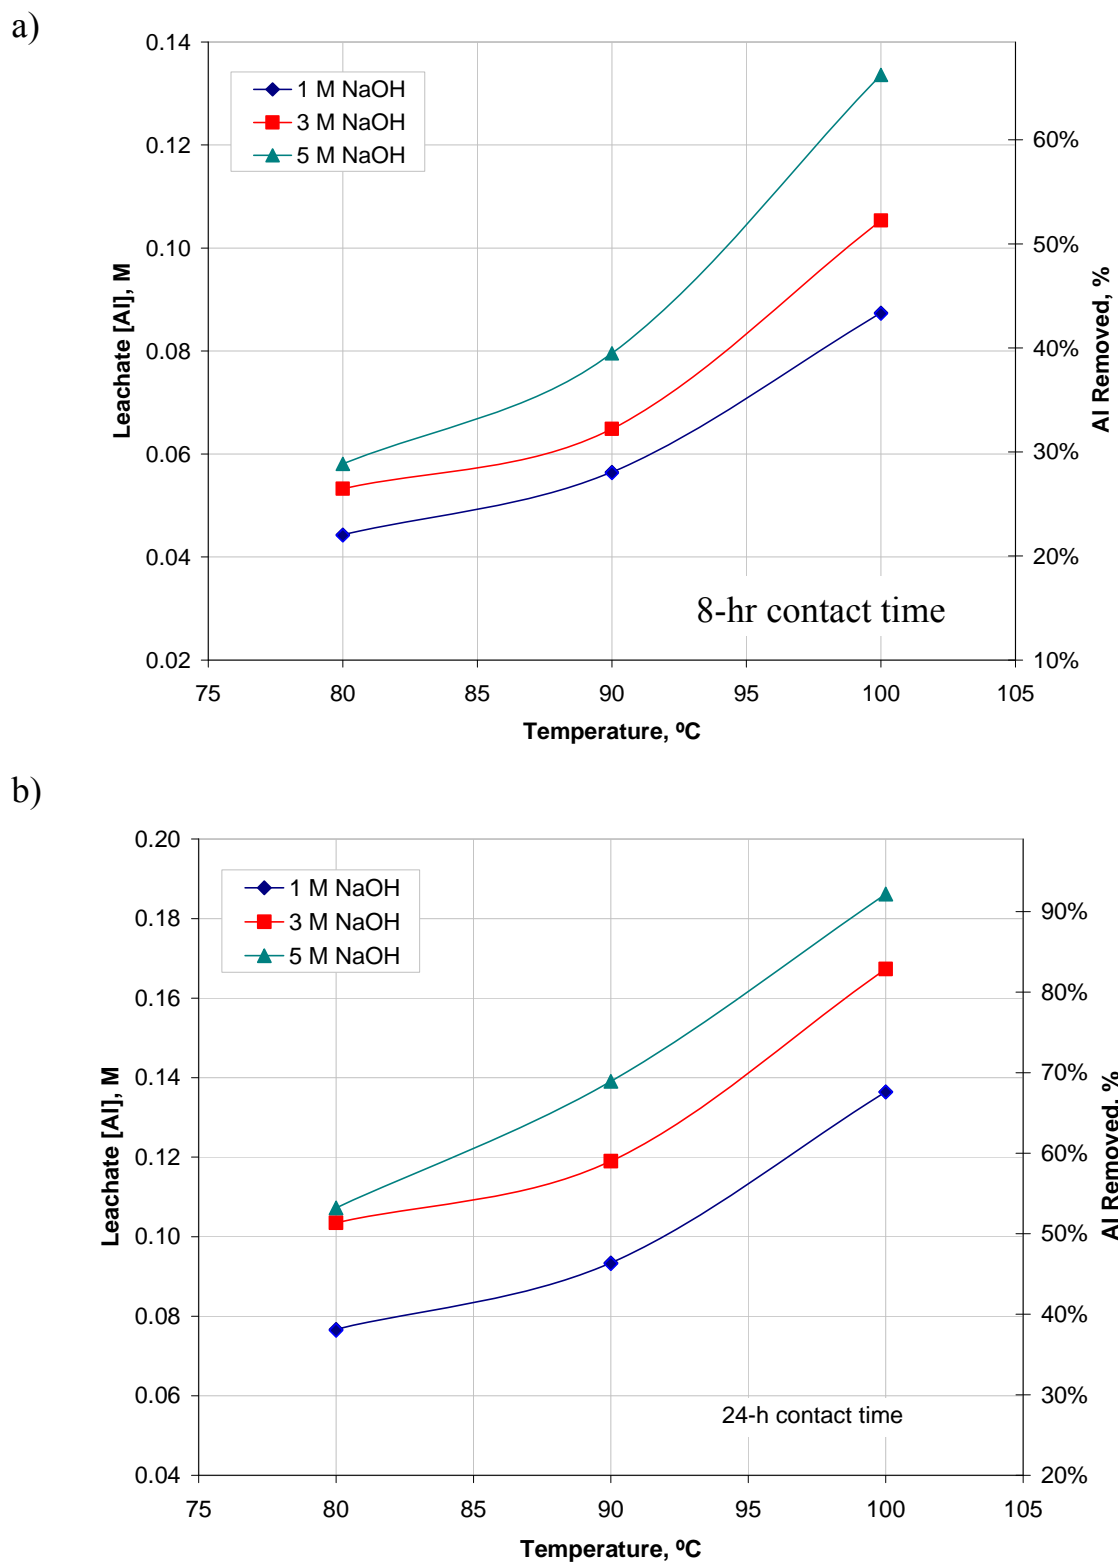 a)
0.14
0.12
0.10
0.08
0.06
0.04
0.02
Leachate [Al], M
1 M NaOH
3 M NaOH
5 M NaOH
60%
50%
40%
30%
20%
10%
Al Removed, %
8-hr contact time
75 80 85 90 95 100 105
Temperature, ºC
b)
0.20
0.18
0.16
0.14
0.12
0.10
0.08
0.06
0.04
Leachate [Al], M
1 M NaOH
3 M NaOH
5 M NaOH
90%
80%
70%
60%
50%
40%
30%
20%
Al Removed, %
24-h contact time
75 80 85 90 95 100 105
Temperature, ºC